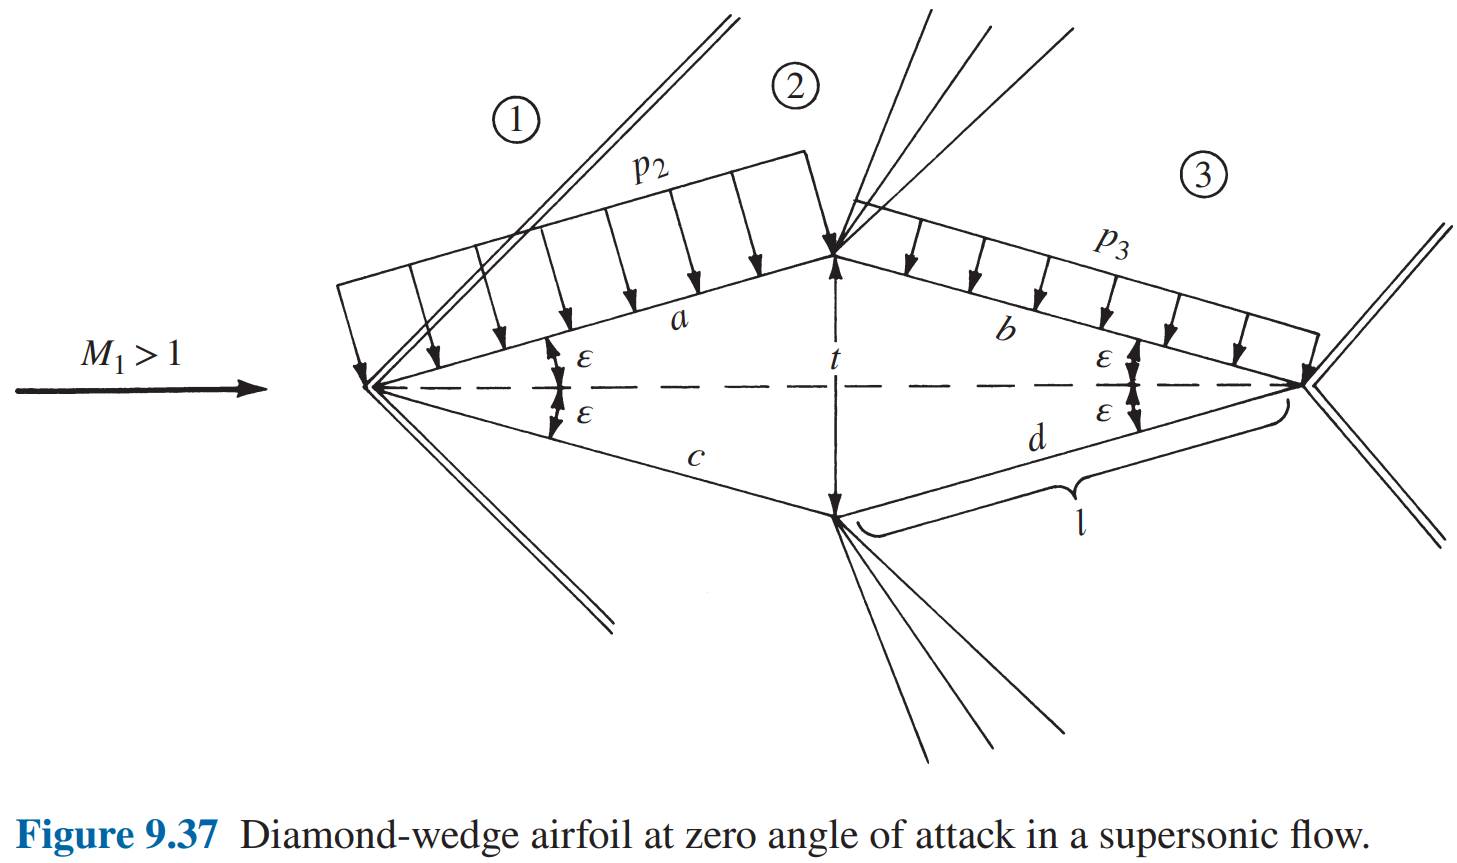 1
2
p2
3
p3
M1 > 1
a
b
ε
t
ε
ε
ε
c
d
l
Figure 9.37 Diamond-wedge airfoil at zero angle of attack in a supersonic flow.